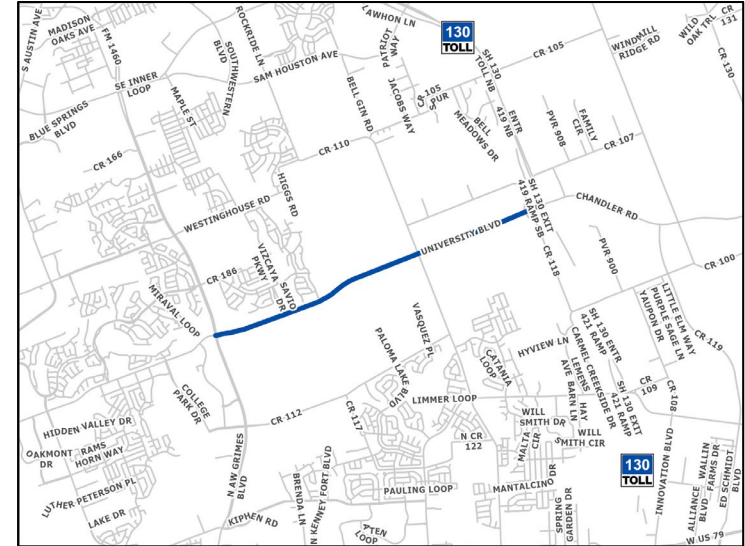 S AUSTIN AVE
MADISON
OAKS AVE
FM 1460
ROCKRIDE LN
LAWHON LN
PATRIOT
WAY
130
TOLL
SH 130
TOLL NB
CR 105
WINDMILL
RIDGE RD
WILD
OAK TRL
CR
131
CR 130
SOUTHWESTERN
BLVD
SAM HOUSTON AVE
SE INNER
LOOP
MAPLE ST
BLUE SPRINGS
BLVD
BELL GIN RD
JACOBS WAY
CR 105
SPUR
BELL
MEADOWS DR
ENTR
419 NB
PVR 908
FAMILY
CIR
CR 107
CR 166
CR 110
WESTINGHOUSE RD
HIGGS RD
SH 130 EXIT
419 RAMP SB
CHANDLER RD
UNIVERSITY BLVD
CR 118
PVR 900
CR 100
CR 186
VIZCAYA
PKWY
SAVIO
DR
MIRAVAL LOOP
VASQUEZ PL
PALOMA LAKE
BLVD
CATANIA
LOOP
HYVIEW LN
SH 130 ENTR
421 RAMP
LITTLE ELM WAY
PURPLE SAGE LN
YAUPON DR
CR 119
COLLEGE
PARK DR
CR 112
CR 117
LIMMER LOOP
CARMEL CREEKSIDE DR
LEMENS
AVE
HAY
BARN LN
SH 130 EXIT
421 RAMP
CR
109
CR 108
HIDDEN VALLEY DR
OAKMONT
DR
RAMS
HORN WAY
N CR
122
WILL
SMITH DR
MALTA
CIR
WILL
SMITH CIR
130
TOLL
LUTHER PETERSON PL
LAKE DR
N AW GRIMES
BLVD
KIPHEN RD
BRENDA LN
N KENNEY FORT BLVD
PAULING LOOP
ATEN
LOOP
MANTALCINO DR
SPRING
GARDEN DR
INNOVATION BLVD
ALLIANCE
BLVD
WALLIN
FARMS DR
ED SCHMIDT
BLVD
W US 79